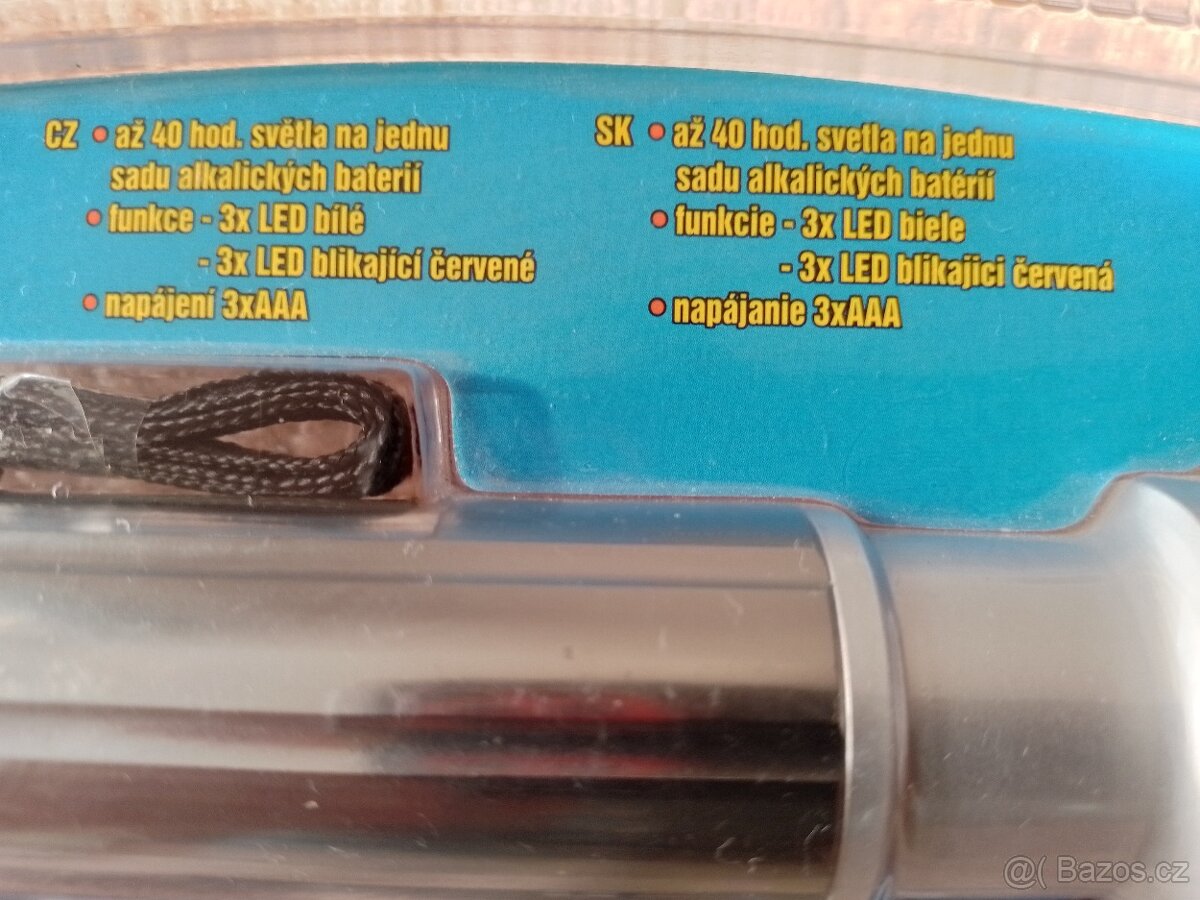 CZ • až 40 hod. světla na jednu
sadu alkalických baterií
• funkce - 3x LED bílé
- 3x LED blikající červené
• napájení 3xAAA
SK • až 40 hod. svetla na jednu
sadu alkalických batérií
• funkcie - 3x LED biele
- 3x LED blikajici červená
• napájanie 3xAAA
@( Bazos.cz